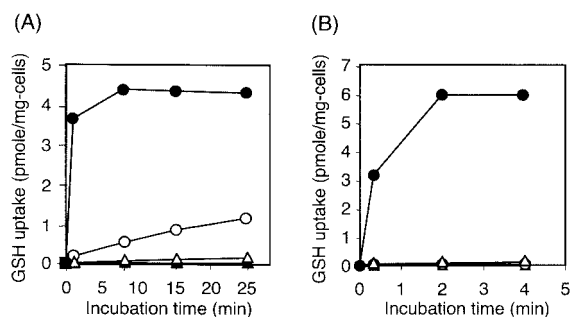 (A)
GSH uptake (pmole/mg-cells)
5
4
3
2
1
0
0 5 10 15 20 25
Incubation time (min)
(B)
GSH uptake (pmole/mg-cells)
7
6
5
4
3
2
1
0
0 1 2 3 4 5
Incubation time (min)